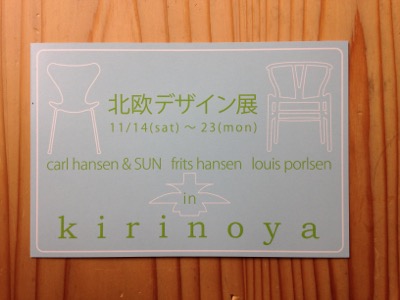 北欧デザイン展
11/14(sat) ～ 23(mon)
carl hansen & SUN frits hansen louis porlsen
in
kirinoya